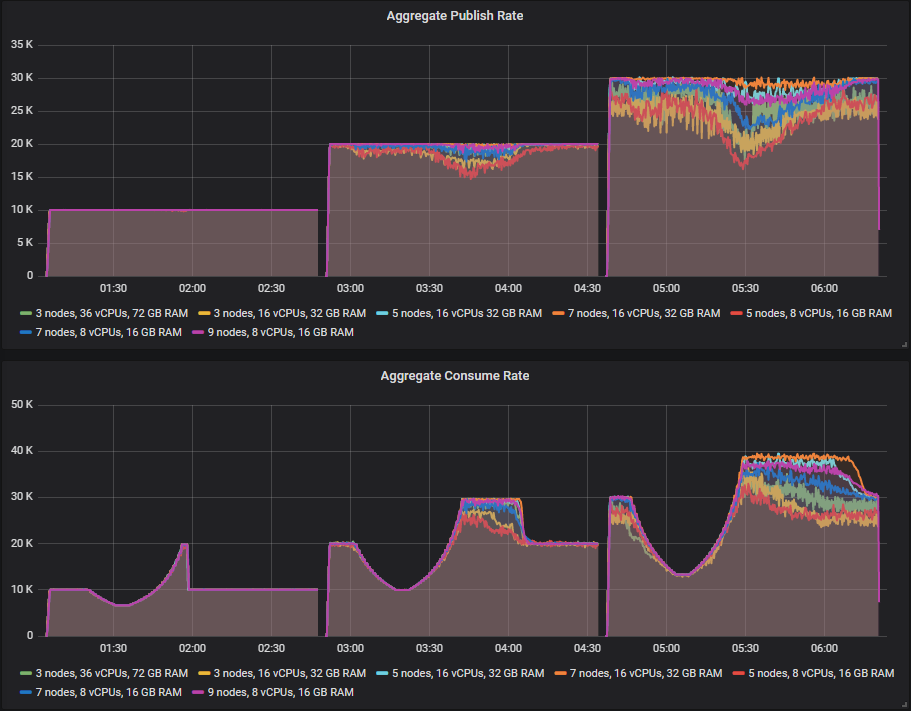 Aggregate Publish Rate
35 K
30 K
25 K
20 K
15 K
10 K
5 K
0
01:30 02:00 02:30 03:00 03:30 04:00 04:30 05:00 05:30 06:00
3 nodes, 36 vCPUs, 72 GB RAM 3 nodes, 16 vCPUs, 32 GB RAM 5 nodes, 16 vCPUs 32 GB RAM 7 nodes, 16 vCPUs, 32 GB RAM 5 nodes, 8 vCPUs, 16 GB RAM
7 nodes, 8 vCPUs, 16 GB RAM 9 nodes, 8 vCPUs, 16 GB RAM
Aggregate Consume Rate
50 K
40 K
30 K
20 K
10 K
0
01:30 02:00 02:30 03:00 03:30 04:00 04:30 05:00 05:30 06:00
3 nodes, 36 vCPUs, 72 GB RAM 3 nodes, 16 vCPUs, 32 GB RAM 5 nodes, 16 vCPUs, 32 GB RAM 7 nodes, 16 vCPUs, 32 GB RAM 5 nodes, 8 vCPUs, 16 GB RAM
7 nodes, 8 vCPUs, 16 GB RAM 9 nodes, 8 vCPUs, 16 GB RAM